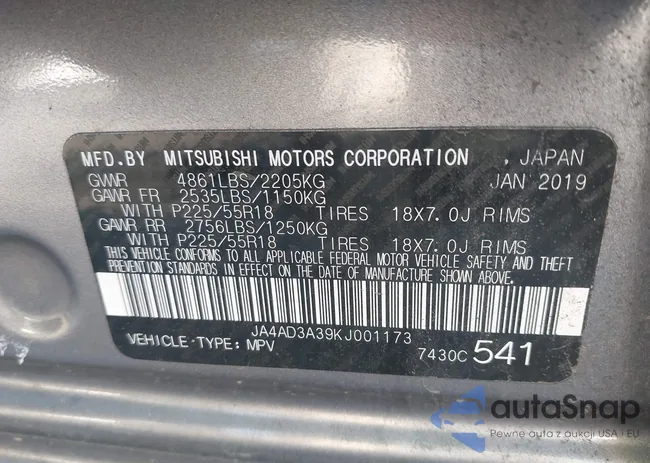 MFD.BY MITSUBISHI MOTORS CORPORATION , JAPAN
GVWR 4861LBS/2205KG JAN 2019
GAWR FR 2535LBS/1150KG
WITH P225/55R18 TIRES 18X7.0J RIMS
GAWR RR 2756LBS/1250KG
WITH P225/55R18 TIRES 18X7.0J RIMS
THIS VEHICLE CONFORMS TO ALL APPLICABLE FEDERAL MOTOR VEHICLE SAFETY AND THEFT
PREVENTION STANDARDS IN EFFECT ON THE DATE OF MANUFACTURE SHOWN ABOVE.
JA4AD3A39KJ001173
VEHICLE-TYPE: MPV 7430C 541
autoSnap
Pewne auta z aukcji USA i EU